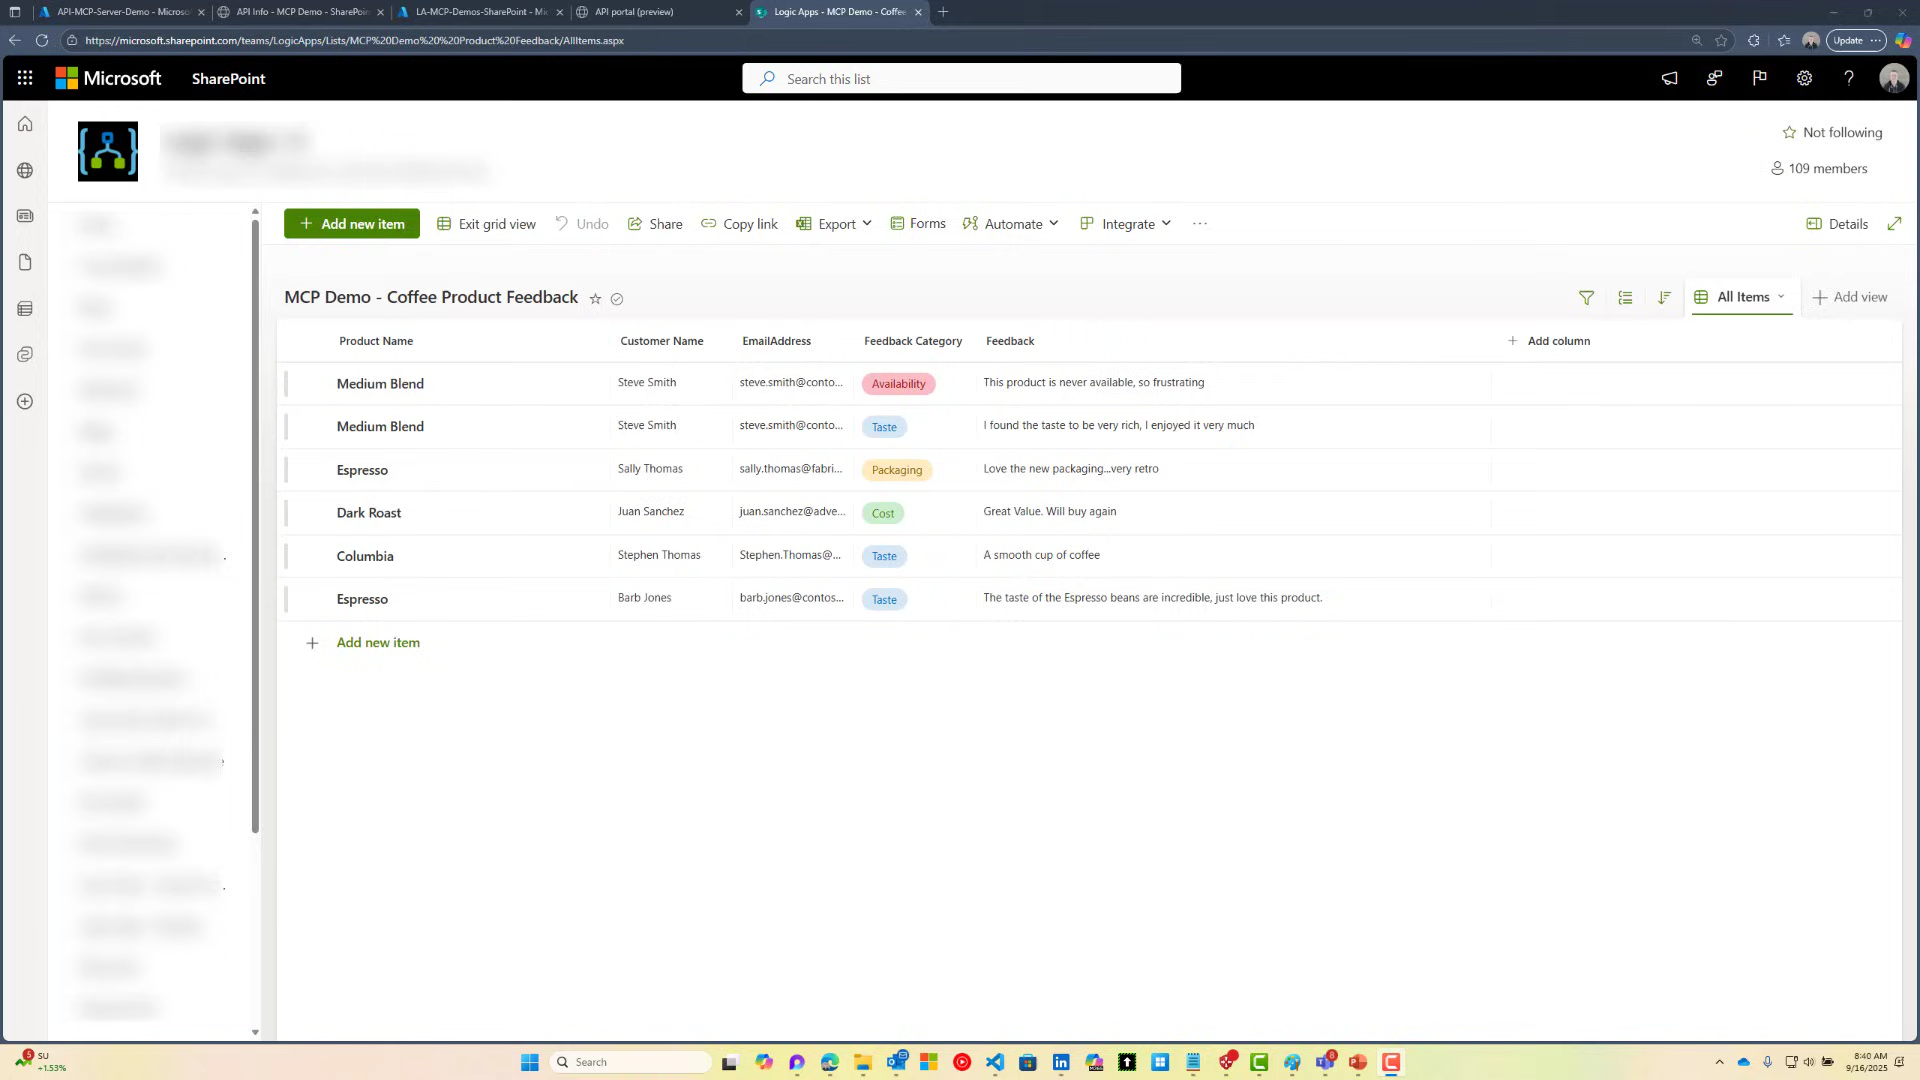 API-MCP-Server-Demo - Microso
API Info - MCP Demo - SharePoin
LA-MCP-Demos-SharePoint - Mi
API portal (preview)
Logic Apps - MCP Demo - Coffee
https://microsoft.sharepoint.com/teams/LogicApps/Lists/MCP%20Demo%20%20Product%20Feedback/AllItems.aspx
Update
Microsoft
SharePoint
Search this list
Not following
109 members
Add new item
Exit grid view
Undo
Share
Copy link
Export
Forms
Automate
Integrate
Details
MCP Demo - Coffee Product Feedback
All Items
Add view
Product Name
Customer Name
EmailAddress
Feedback Category
Feedback
Add column
Medium Blend
Steve Smith
steve.smith@conto...
Availability
This product is never available, so frustrating
Medium Blend
Steve Smith
steve.smith@conto...
Taste
I found the taste to be very rich, I enjoyed it very much
Espresso
Sally Thomas
sally.thomas@fabri...
Packaging
Love the new packaging...very retro
Dark Roast
Juan Sanchez
juan.sanchez@adve...
Cost
Great Value. Will buy again
Columbia
Stephen Thomas
Stephen.Thomas@...
Taste
A smooth cup of coffee
Espresso
Barb Jones
barb.jones@contos...
Taste
The taste of the Espresso beans are incredible, just love this product.
Add new item
5
SU
+1.53%
Search
8
8:40 AM
9/16/2025